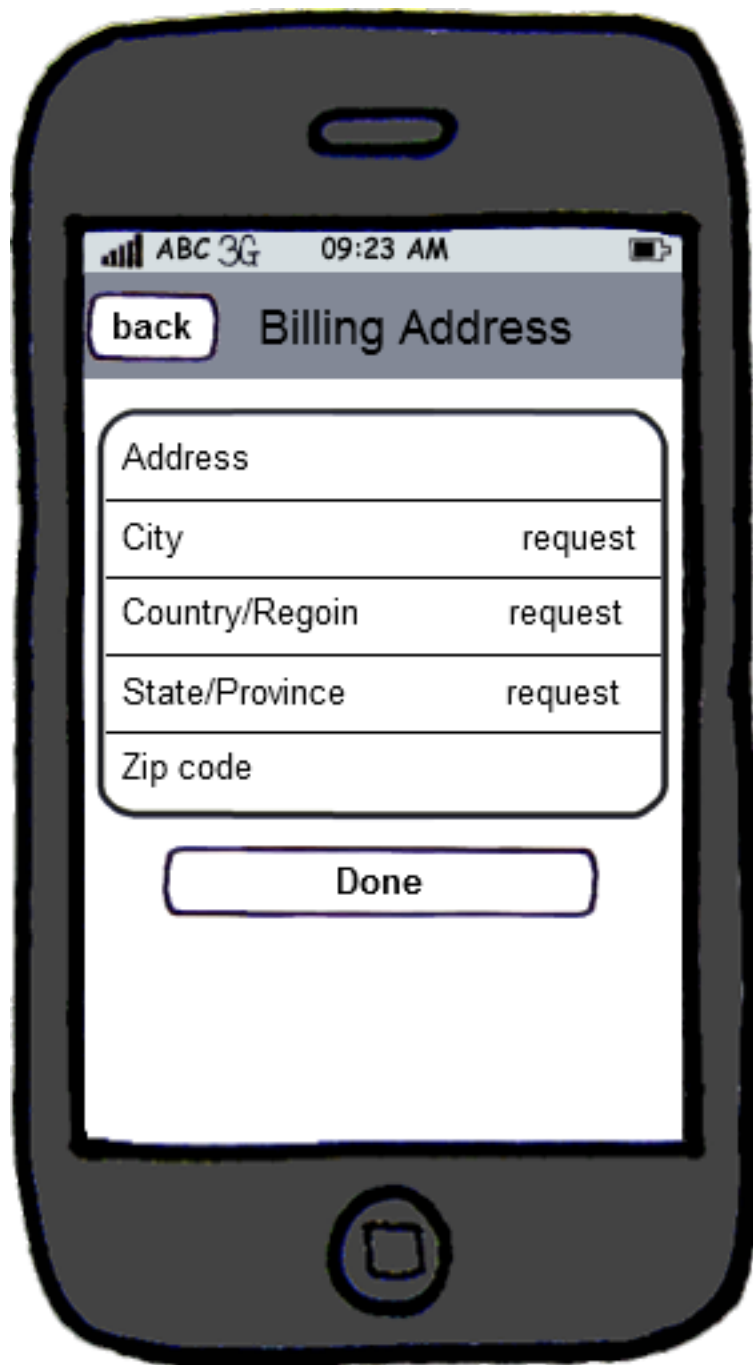 ABC 3G 09:23 AM
back Billing Address
Address
City request
Country/Regoin request
State/Province request
Zip code
Done